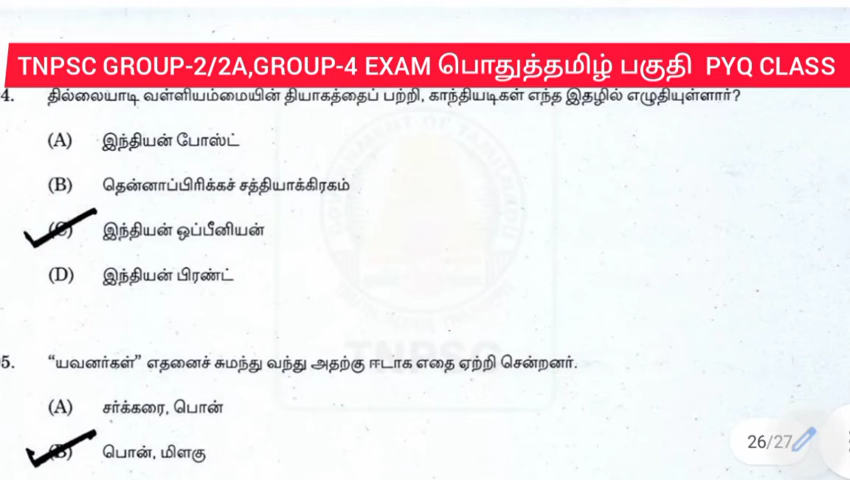 TNPSC GROUP-2/2A,GROUP-4 EXAM பொதுத்தமிழ் பகுதி PYQ CLASS
4. தில்லையாடி வள்ளியம்மையின் தியாகத்தைப் பற்றி, காந்தியடிகள் எந்த இதழில் எழுதியுள்ளார்?
(A) இந்தியன் போஸ்ட்
(B) தென்னாப்பிரிக்கச் சத்தியாக்கிரகம்
(C) இந்தியன் ஒப்பீனியன்
(D) இந்தியன் பிரண்ட்
TNPSC
5. “யவனர்கள்” எதனைச் சுமந்து வந்து அதற்கு ஈடாக எதை ஏற்றி சென்றனர்.
(A) சர்க்கரை, பொன்
(B) பொன், மிளகு
26/27